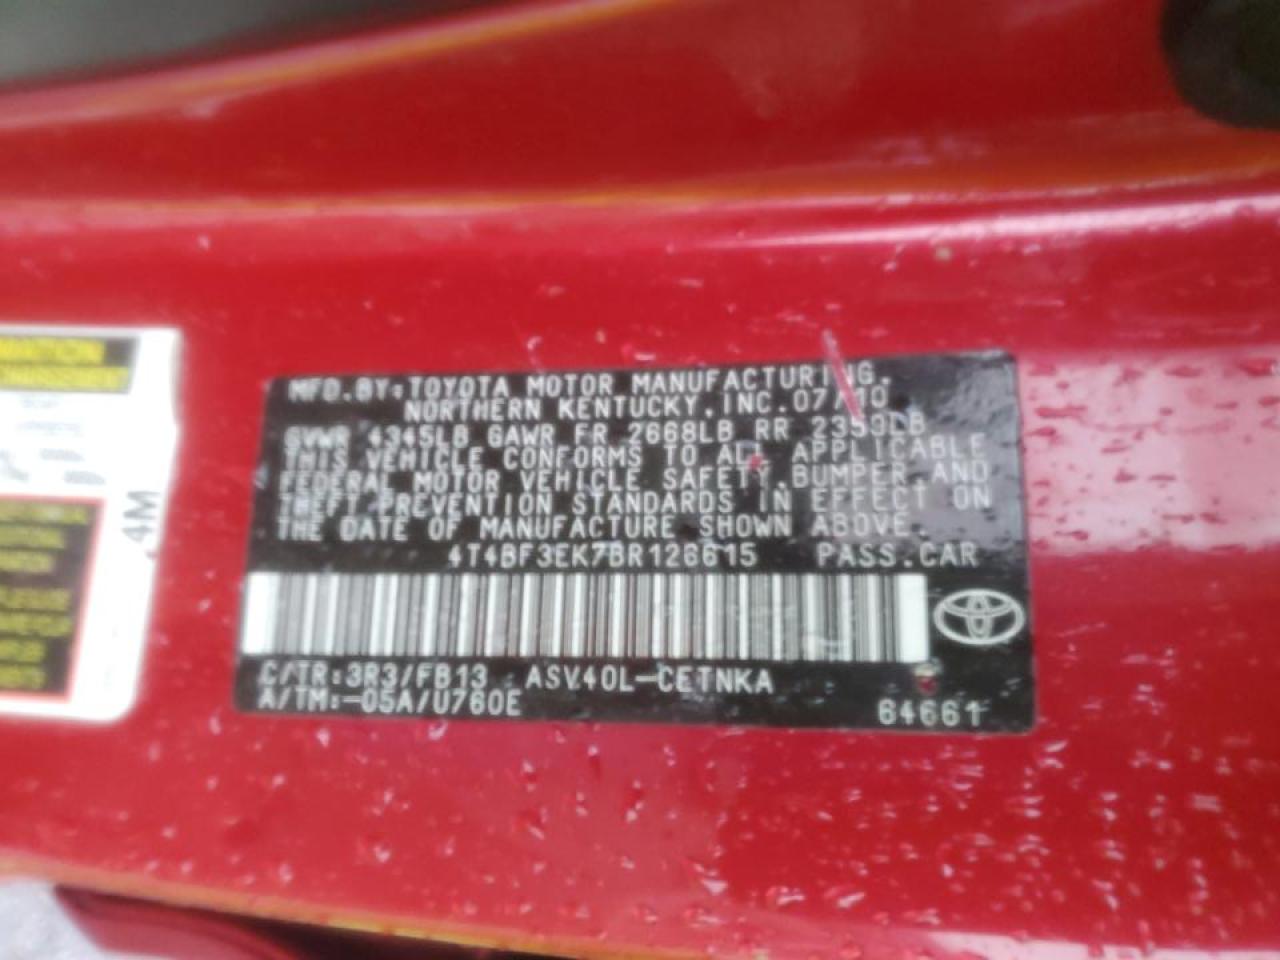 MFD.BY:TOYOTA MOTOR MANUFACTURING,
NORTHERN KENTUCKY,INC.07/10
GVWR 4345LB GAWR FR 2668LB RR 2353LB
THIS VEHICLE CONFORMS TO ALL APPLICABLE
FEDERAL MOTOR VEHICLE SAFETY,BUMPER,AND
THEFT PREVENTION STANDARDS IN EFFECT ON
THE DATE OF MANUFACTURE SHOWN ABOVE.
4T4BF3EK7BR126615 PASS.CAR
C/TR:3R3/FB13 ASV40L-CETNKA
A/TM:-05A/U760E
64661
4M